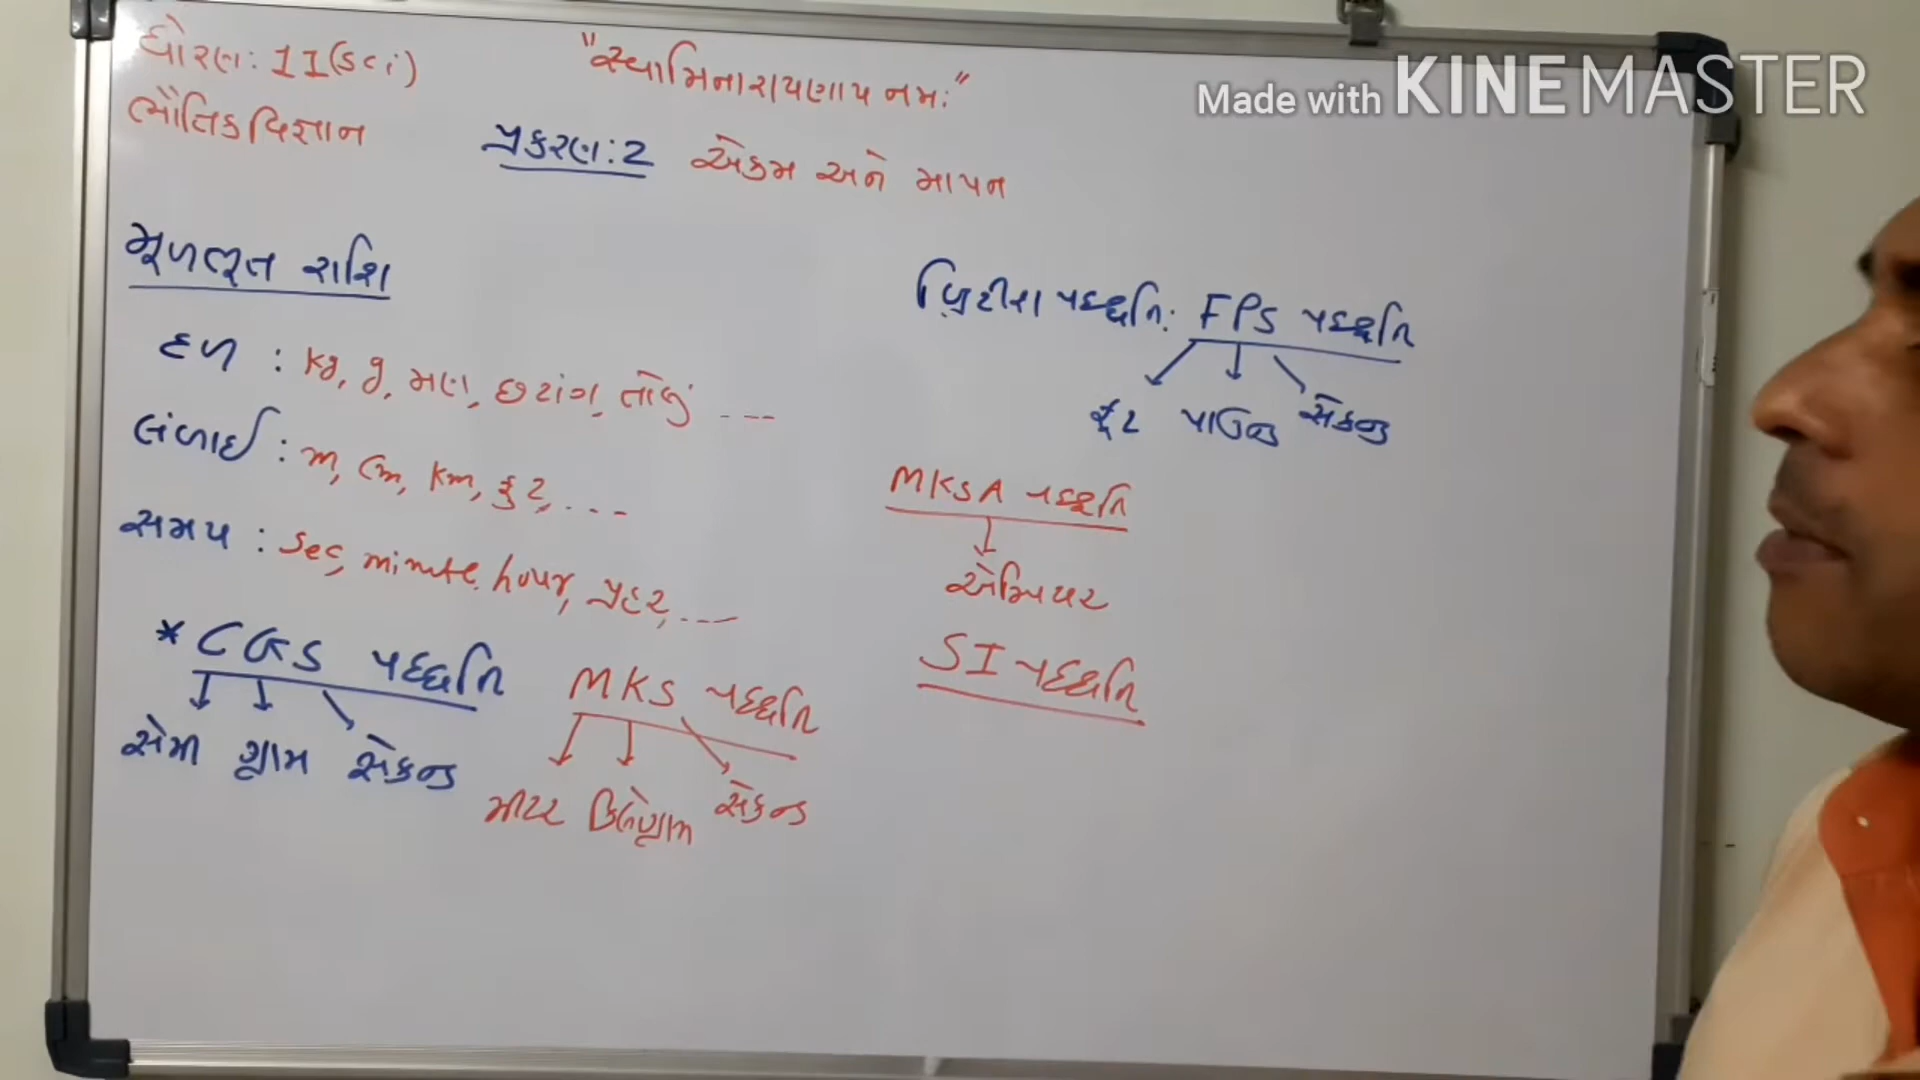 ધોરણ: 11(sci)
ભૌતિકવિજ્ઞાન
"સ્વામિનારાયણાય નમ:"
પ્રકરણ: 2 એકમ અને માપન
મૂળભૂત રાશિ
દળ : kg, g, મણ, છટાંગ, તોલું ---
લંબાઈ : m, cm, km, ફુટ, ...
સમય : sec, minute, hour, પ્રહર, ...
* CGS પદ્ધતિ
સેમી ગ્રામ સેકન્ડ
MKS પદ્ધતિ
મીટર કિલોગ્રામ સેકન્ડ
બ્રિટીશ પદ્ધતિ: FPS પદ્ધતિ
ફૂટ પાઉન્ડ સેકન્ડ
MKSA પદ્ધતિ
એમ્પિયર
SI પદ્ધતિ
Made with KINEMASTER